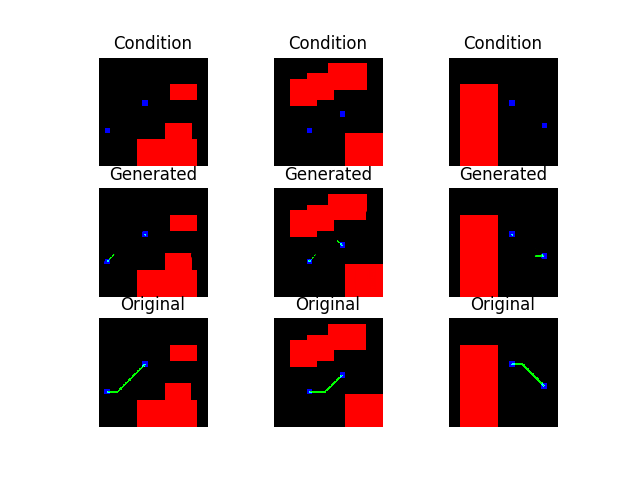 Condition Condition Condition
Generated Generated Generated
Original Original Original